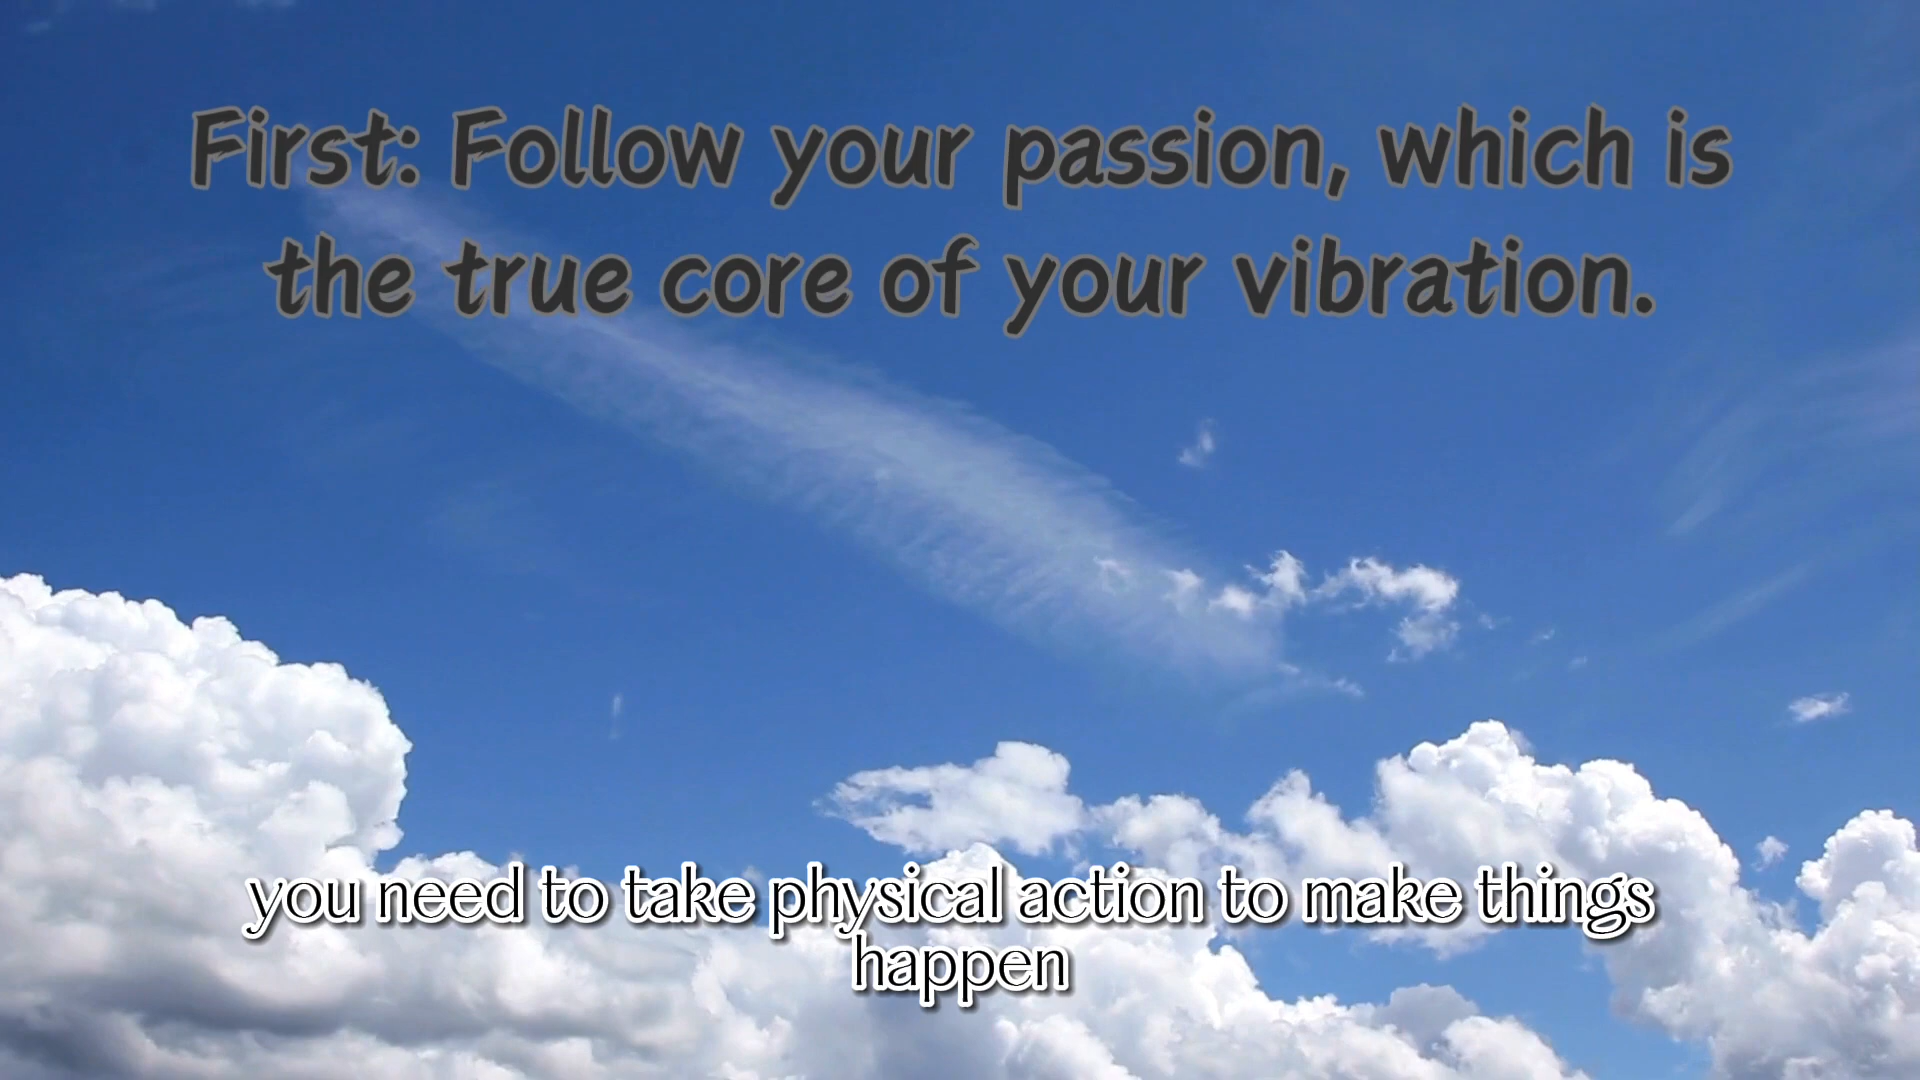 First: Follow your passion, which is
the true core of your vibration.
you need to take physical action to make things
happen